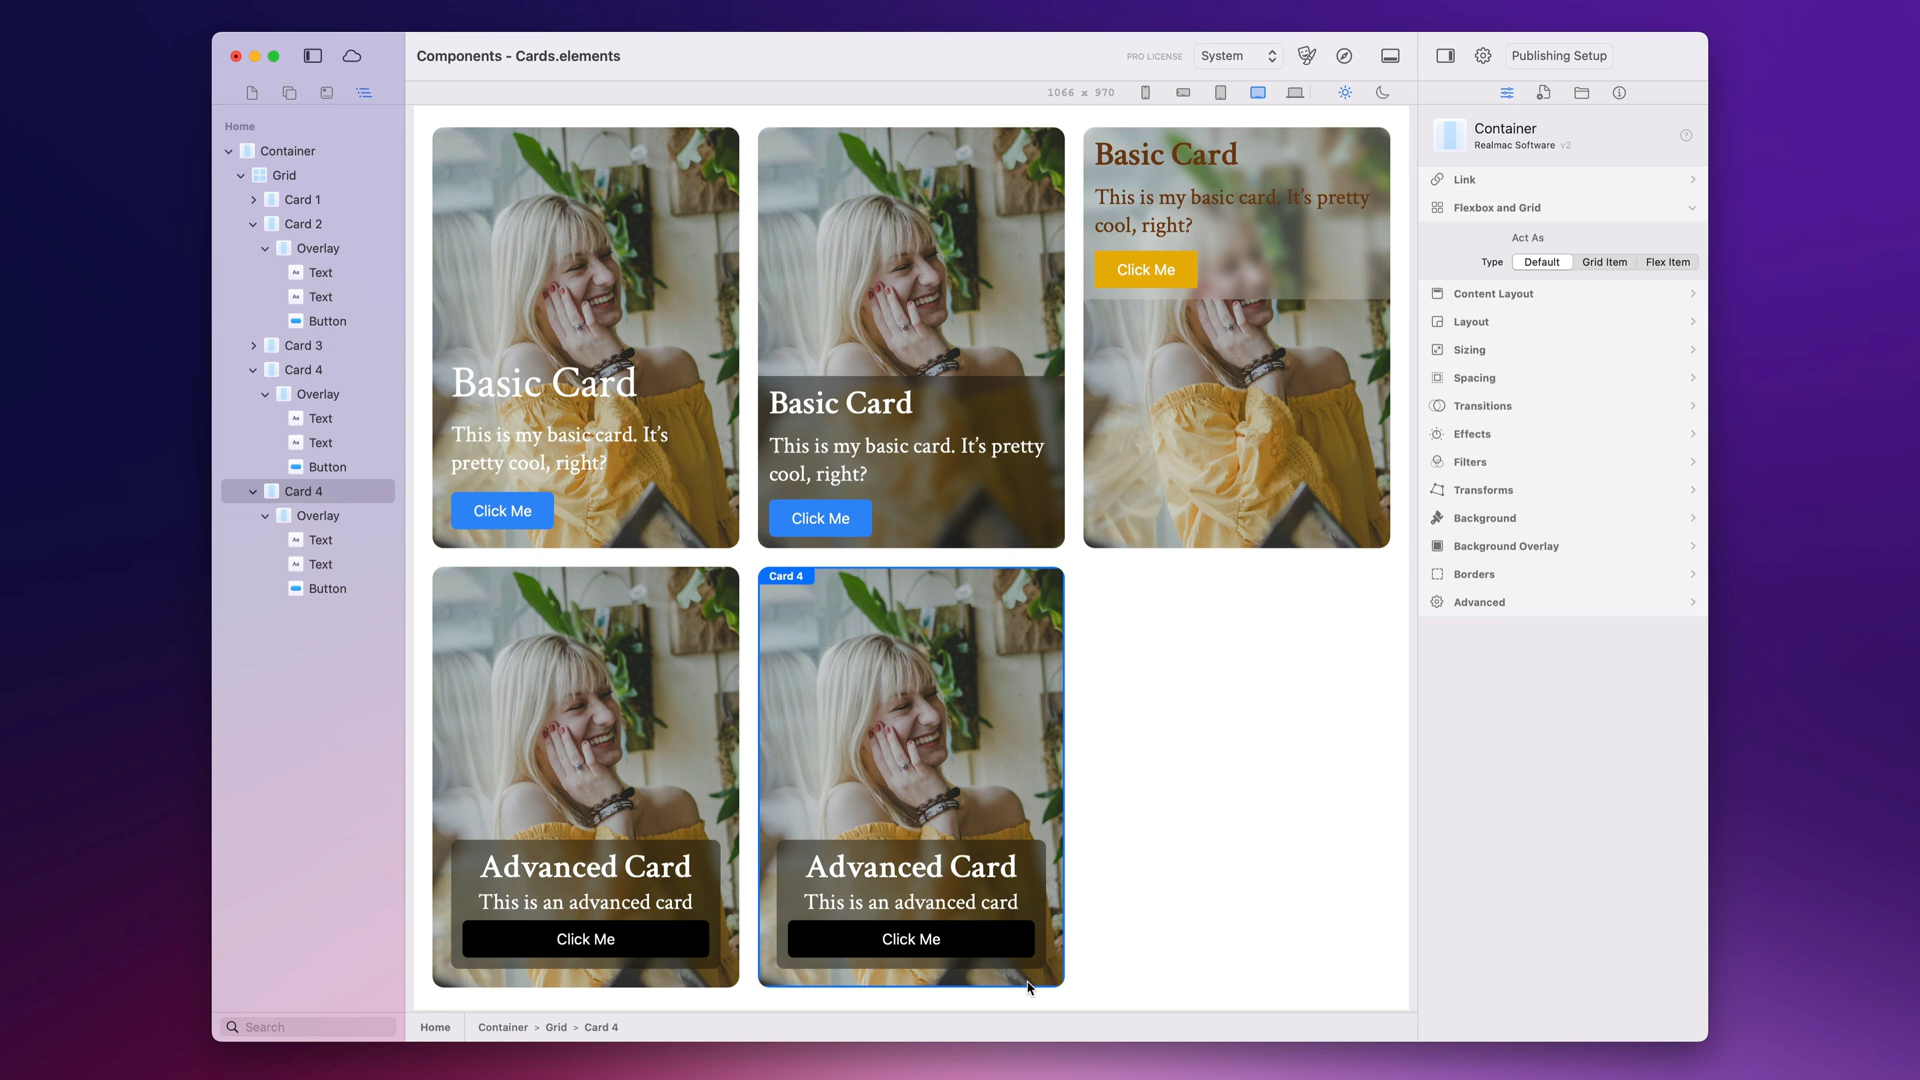 Components - Cards.elements
PRO LICENSE
System
Publishing Setup
1066 x 970
Home
Container
Grid
Card 1
Card 2
Overlay
Text
Text
Button
Card 3
Card 4
Overlay
Text
Text
Button
Card 4
Overlay
Text
Text
Button
Search
Basic Card
This is my basic card. It's
pretty cool, right?
Click Me
Basic Card
This is my basic card. It's pretty
cool, right?
Click Me
Basic Card
This is my basic card. It's pretty
cool, right?
Click Me
Advanced Card
This is an advanced card
Click Me
Card 4
Advanced Card
This is an advanced card
Click Me
Home
Container > Grid > Card 4
Container
Realmac Software v2
?
Link
Flexbox and Grid
Act As
Type Default Grid Item Flex Item
Content Layout
Layout
Sizing
Spacing
Transitions
Effects
Filters
Transforms
Background
Background Overlay
Borders
Advanced